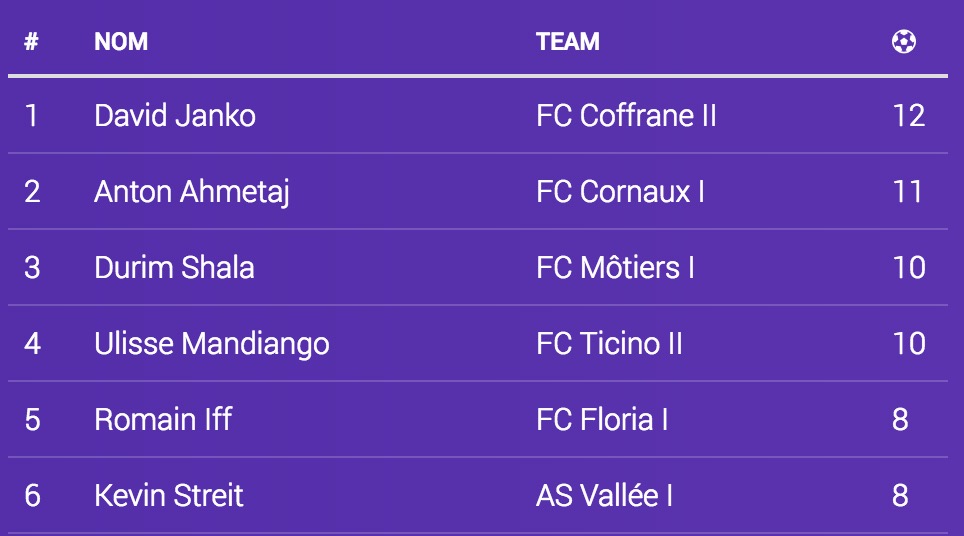 # NOM TEAM
1 David Janko FC Coffrane II 12
2 Anton Ahmetaj FC Cornaux I 11
3 Durim Shala FC Môtiers I 10
4 Ulisse Mandiango FC Ticino II 10
5 Romain Iff FC Floria I 8
6 Kevin Streit AS Vallée I 8